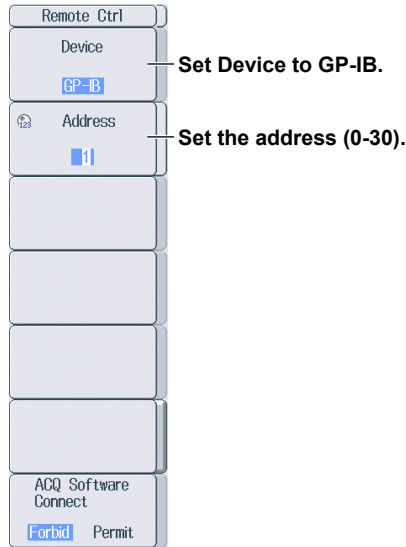 Remote Ctrl
Device
GP-IB
Set Device to GP-IB.
123
Address
1
Set the address (0-30).
ACQ Software
Connect
Forbid Permit